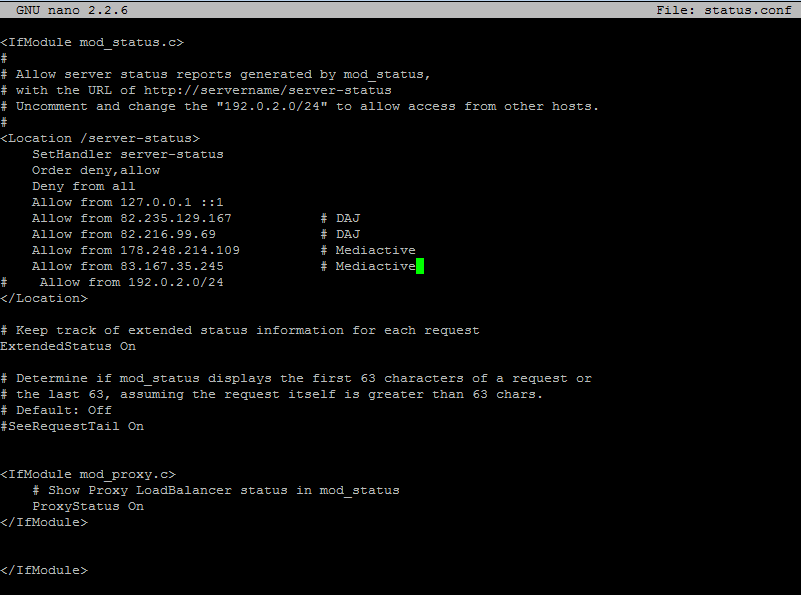 GNU nano 2.2.6 File: status.conf
<IfModule mod_status.c>
#
# Allow server status reports generated by mod_status,
# with the URL of http://servername/server-status
# Uncomment and change the "192.0.2.0/24" to allow access from other hosts.
#
<Location /server-status>
    SetHandler server-status
    Order deny,allow
    Deny from all
    Allow from 127.0.0.1 ::1
    Allow from 82.235.129.167           # DAJ
    Allow from 82.216.99.69             # DAJ
    Allow from 178.248.214.109          # Mediactive
    Allow from 83.167.35.245            # Mediactive
#    Allow from 192.0.2.0/24
</Location>
# Keep track of extended status information for each request
ExtendedStatus On
# Determine if mod_status displays the first 63 characters of a request or
# the last 63, assuming the request itself is greater than 63 chars.
# Default: Off
#SeeRequestTail On
<IfModule mod_proxy.c>
    # Show Proxy LoadBalancer status in mod_status
    ProxyStatus On
</IfModule>
</IfModule>